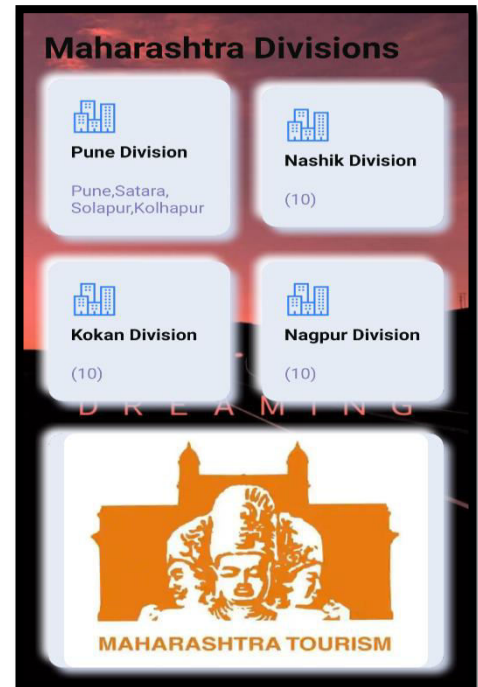 Maharashtra Divisions
Pune Division
Pune,Satara,
Solapur,Kolhapur
Nashik Division
(10)
Kokan Division
(10)
Nagpur Division
(10)
DREAMING
MAHARASHTRA TOURISM